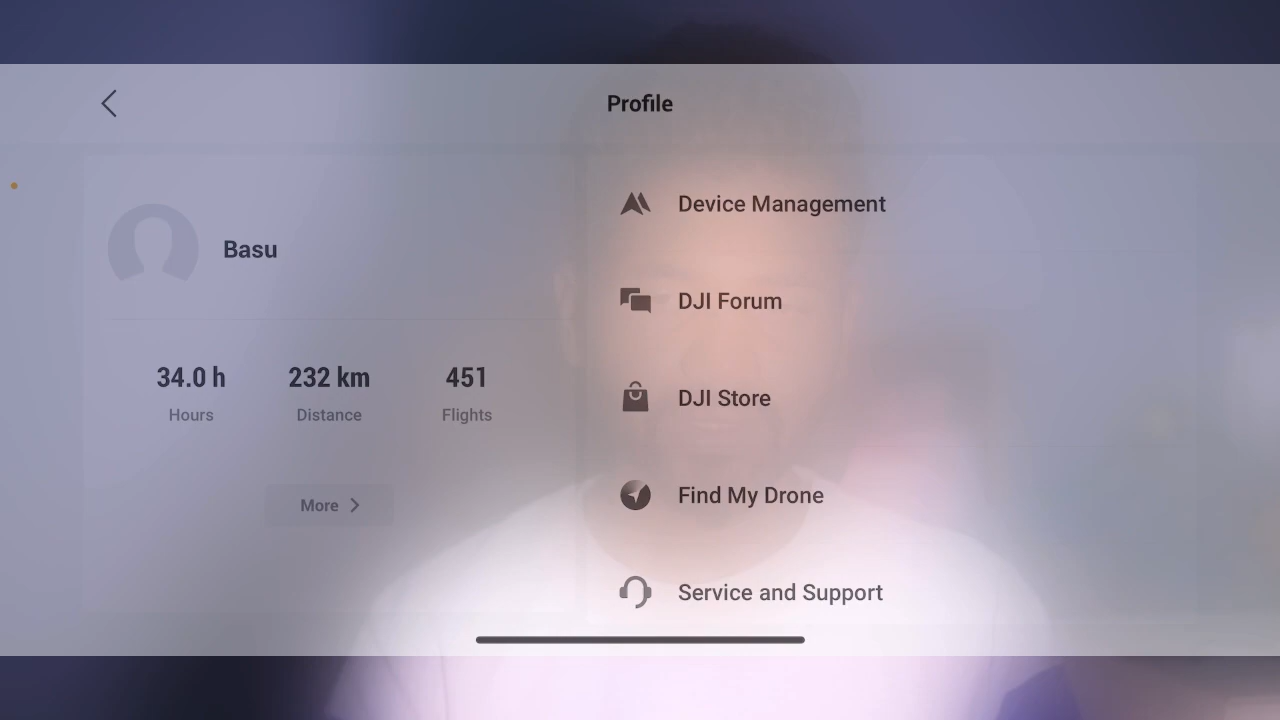 Profile
Basu
34.0 h
232 km
451
Hours
Distance
Flights
More
Device Management
DJI Forum
DJI Store
Find My Drone
Service and Support